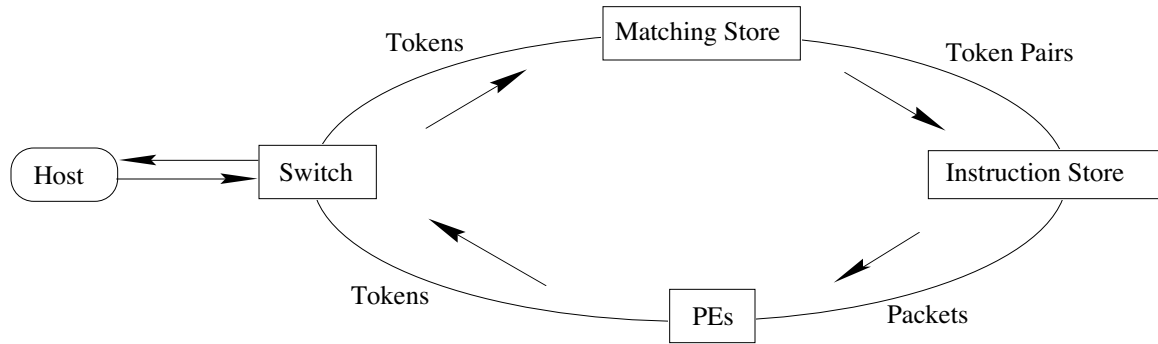 Matching Store
Tokens
Token Pairs
Host
Switch
Instruction Store
Tokens
PEs
Packets